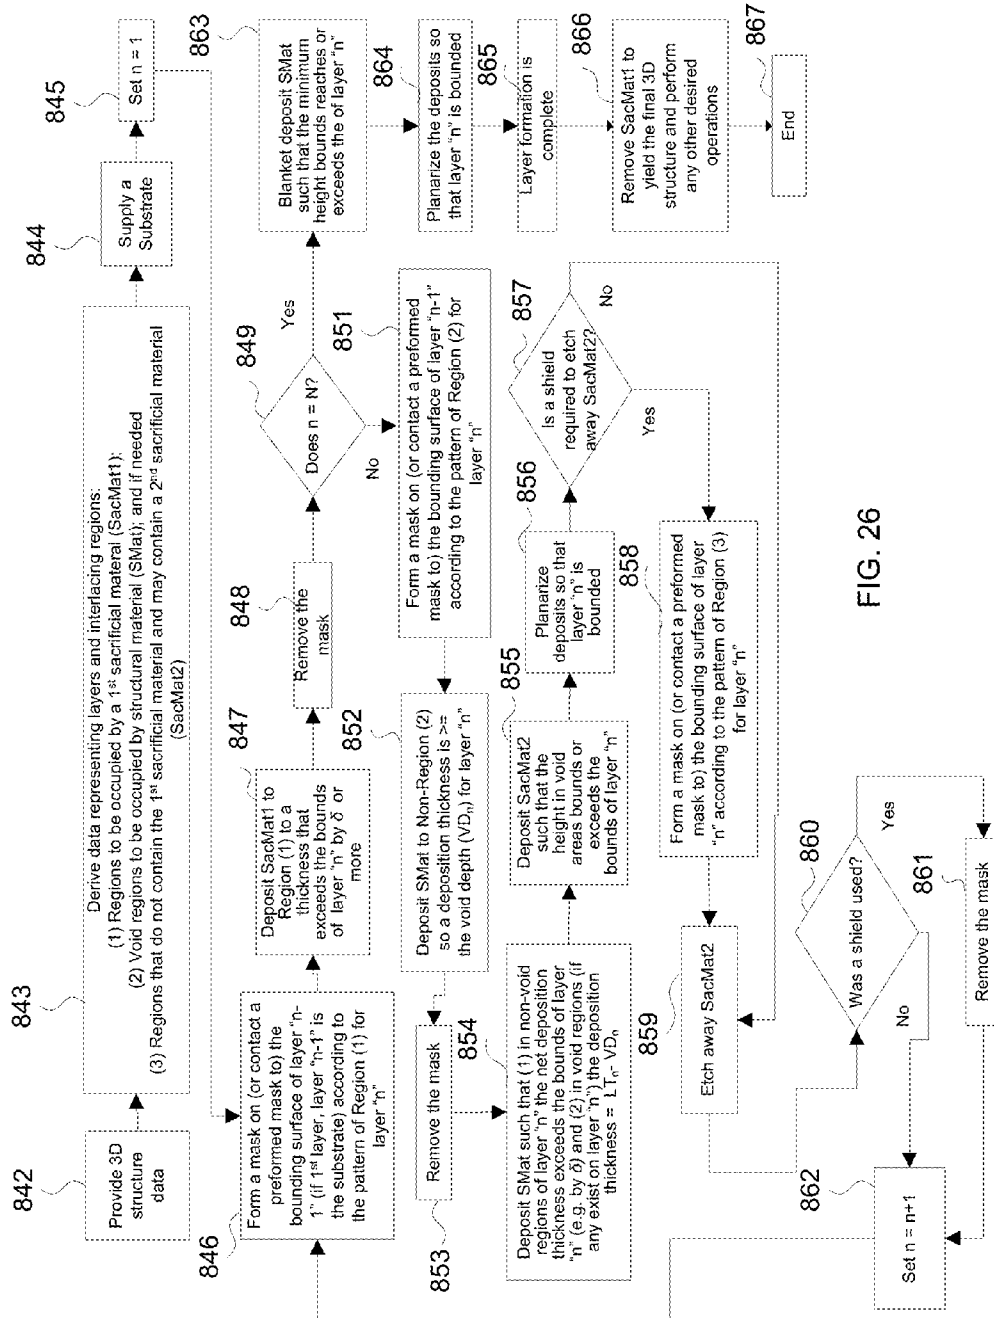 842
Provide 3D
structure
data
843
Derive data representing layers and interlacing regions:
(1) Regions to be occupied by a 1st sacrificial materal (SacMat1);
(2) Void regions to be occupied by structural material (SMat); and if needed
(3) Regions that do not contain the 1st sacrificial material and may contain a 2nd sacrificial material
(SacMat2)
844
Supply a
Substrate
845
Set n = 1
846
Form a mask on (or contact a
preformed mask to) the
bounding surface of layer "n-
1" (if 1st layer, layer "n-1" is
the substrate) according to
the pattern of Region (1) for
layer "n"
847
Deposit SacMat1 to
Region (1) to a
thickness that
exceeds the bounds
of layer "n" by δ or
more
848
Remove the
mask
849
Does n = N?
Yes
No
863
Blanket deposit SMat
such that the minimum
height bounds reaches or
exceeds the of layer "n"
864
Planarize the deposits so
that layer "n" is bounded
865
Layer formation is
complete
866
Remove SacMat1 to
yield the final 3D
structure and perform
any other desired
operations
867
End
851
Form a mask on (or contact a preformed
mask to) the bounding surface of layer "n-1"
according to the pattern of Region (2) for
layer "n"
852
Deposit SMat to Non-Region (2)
so a deposition thickness is >=
the void depth (VDn) for layer "n"
853
Remove the mask
854
Deposit SMat such that (1) in non-void
regions of layer "n" the net deposition
thickness exceeds the bounds of layer
"n" (e.g. by δ) and (2) in void regions (if
any exist on layer "n") the deposition
thickness = LTn- VDn
855
Deposit SacMat2
such that the
height in void
areas bounds or
exceeds the
bounds of layer "n"
856
Planarize
deposits so that
layer "n" is
bounded
857
Is a shield
required to etch
away SacMat2?
No
Yes
858
Form a mask on (or contact a preformed
mask to) the bounding surface of layer
"n" according to the pattern of Region (3)
for layer "n"
859
Etch away SacMat2
860
Was a shield used?
Yes
No
861
Remove the mask
862
Set n = n+1
FIG. 26